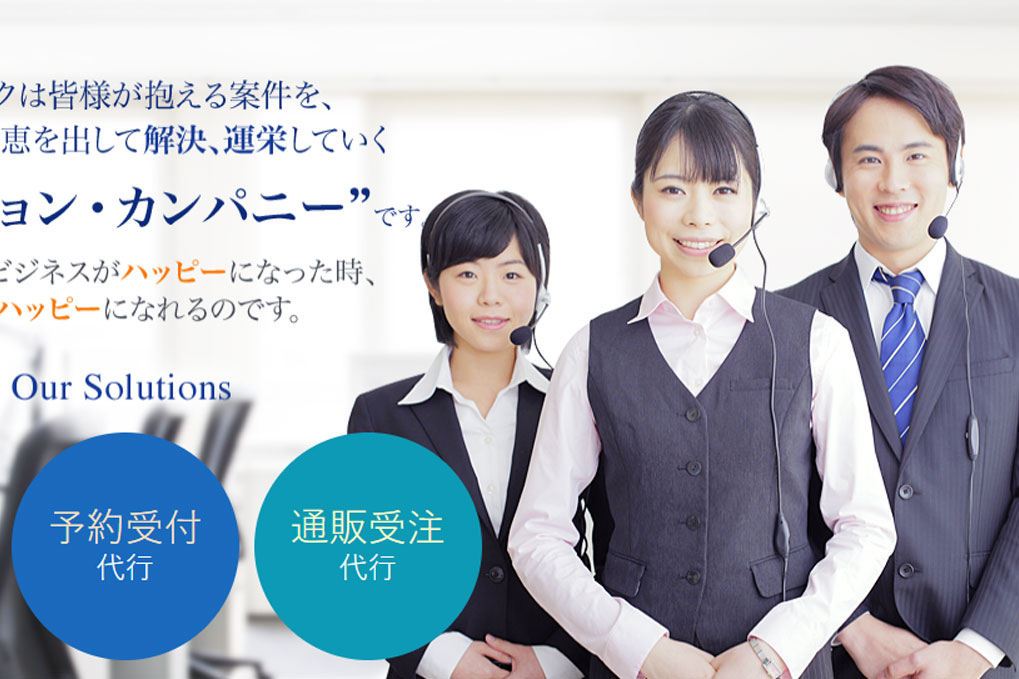 クは皆様が抱える案件を、
恵を出して解決、運栄していく
ョン・カンパニー”です。
ビジネスがハッピーになった時、
ハッピーになれるのです。
Our Solutions
予約受付
代行
通販受注
代行